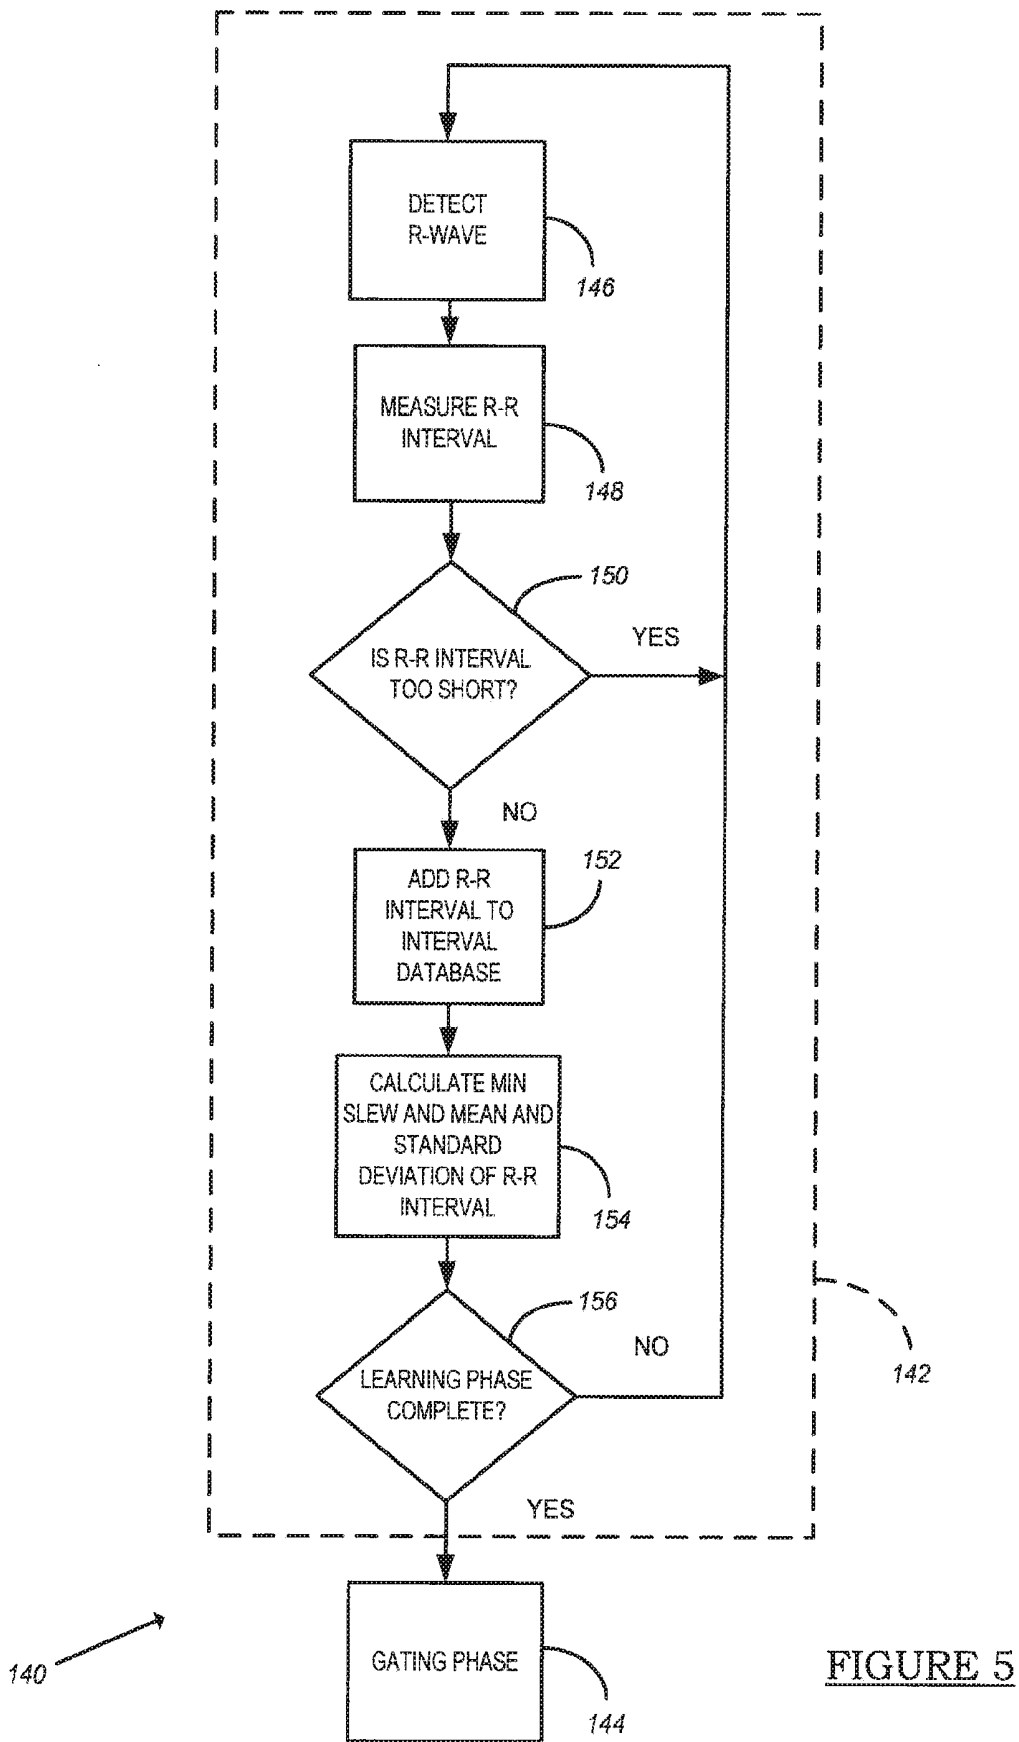 DETECT
R-WAVE
146
MEASURE R-R
INTERVAL
148
150
IS R-R INTERVAL
TOO SHORT?
YES
NO
152
ADD R-R
INTERVAL TO
INTERVAL
DATABASE
CALCULATE MIN
SLEW AND MEAN AND
STANDARD
DEVIATION OF R-R
INTERVAL
154
156
NO
LEARNING PHASE
COMPLETE?
142
YES
GATING PHASE
140
144
FIGURE 5